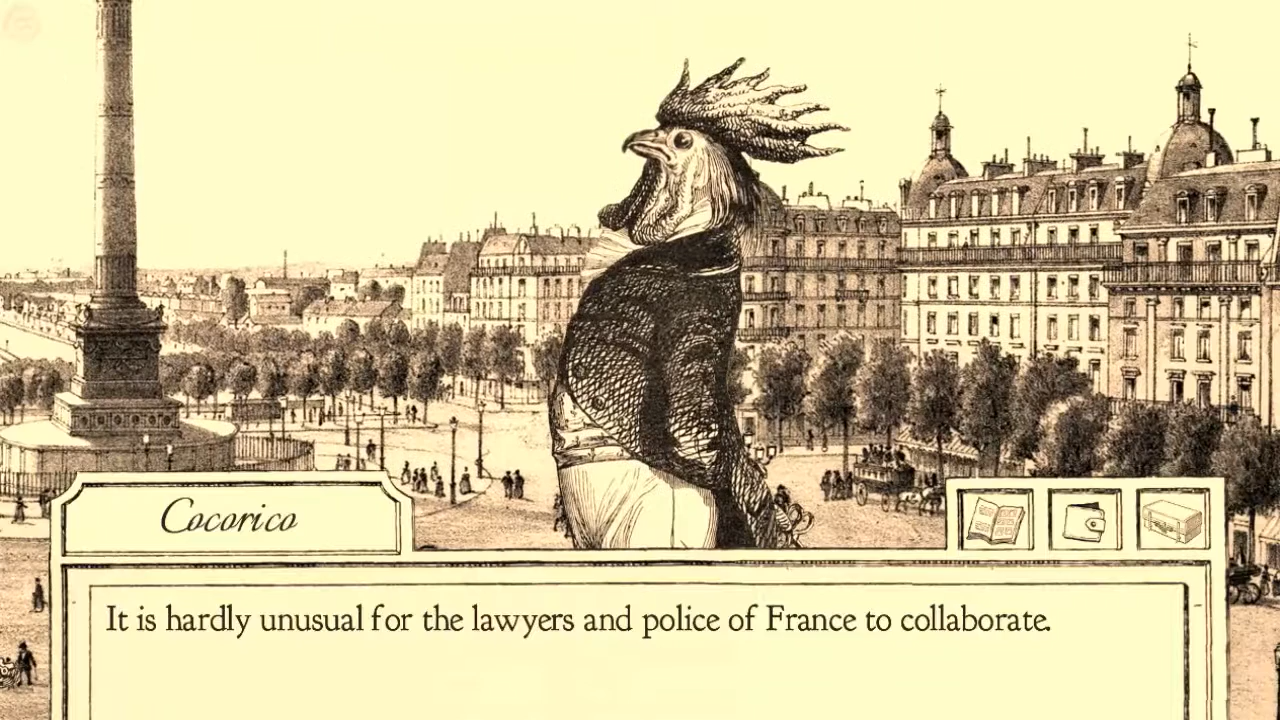 Cocorico
It is hardly unusual for the lawyers and police of France to collaborate.